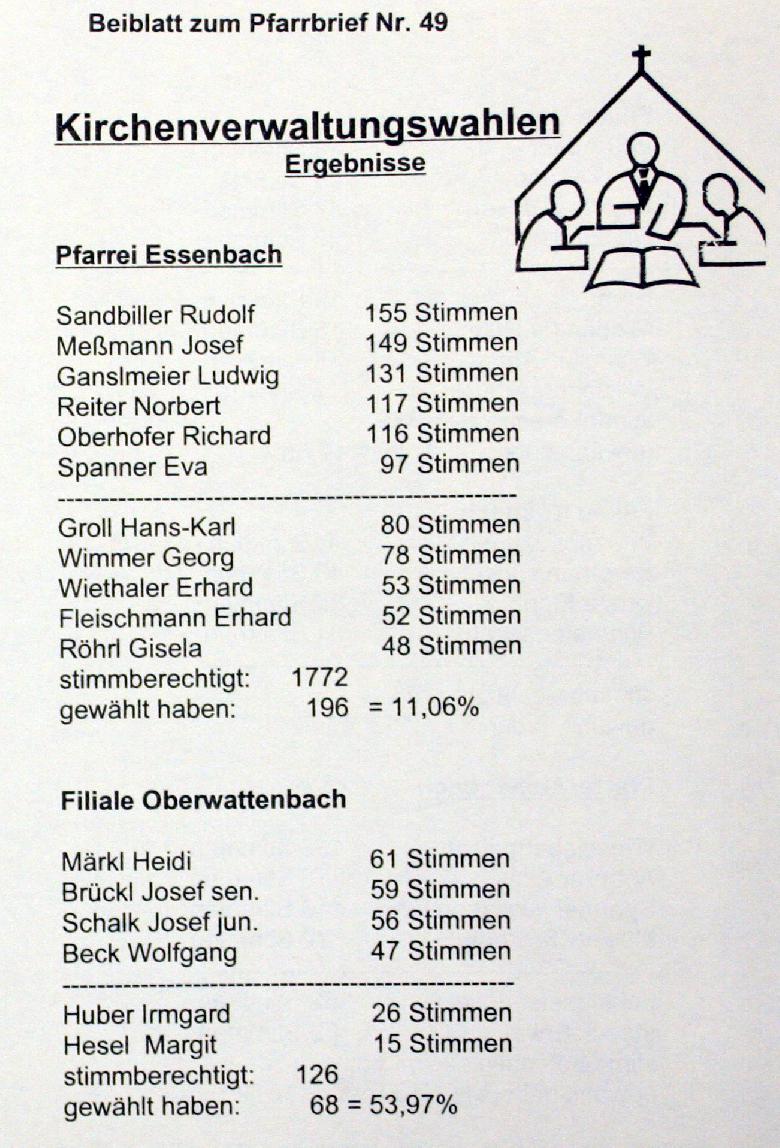 Beiblatt zum Pfarrbrief Nr. 49
Kirchenverwaltungswahlen
Ergebnisse
Pfarrei Essenbach
Sandbiller Rudolf 155 Stimmen
Meßmann Josef 149 Stimmen
Ganslmeier Ludwig 131 Stimmen
Reiter Norbert 117 Stimmen
Oberhofer Richard 116 Stimmen
Spanner Eva 97 Stimmen
Groll Hans-Karl 80 Stimmen
Wimmer Georg 78 Stimmen
Wiethaler Erhard 53 Stimmen
Fleischmann Erhard 52 Stimmen
Röhrl Gisela 48 Stimmen
stimmberechtigt: 1772
gewählt haben: 196 = 11,06%
Filiale Oberwattenbach
Märkl Heidi 61 Stimmen
Brückl Josef sen. 59 Stimmen
Schalk Josef jun. 56 Stimmen
Beck Wolfgang 47 Stimmen
Huber Irmgard 26 Stimmen
Hesel Margit 15 Stimmen
stimmberechtigt: 126
gewählt haben: 68 = 53,97%